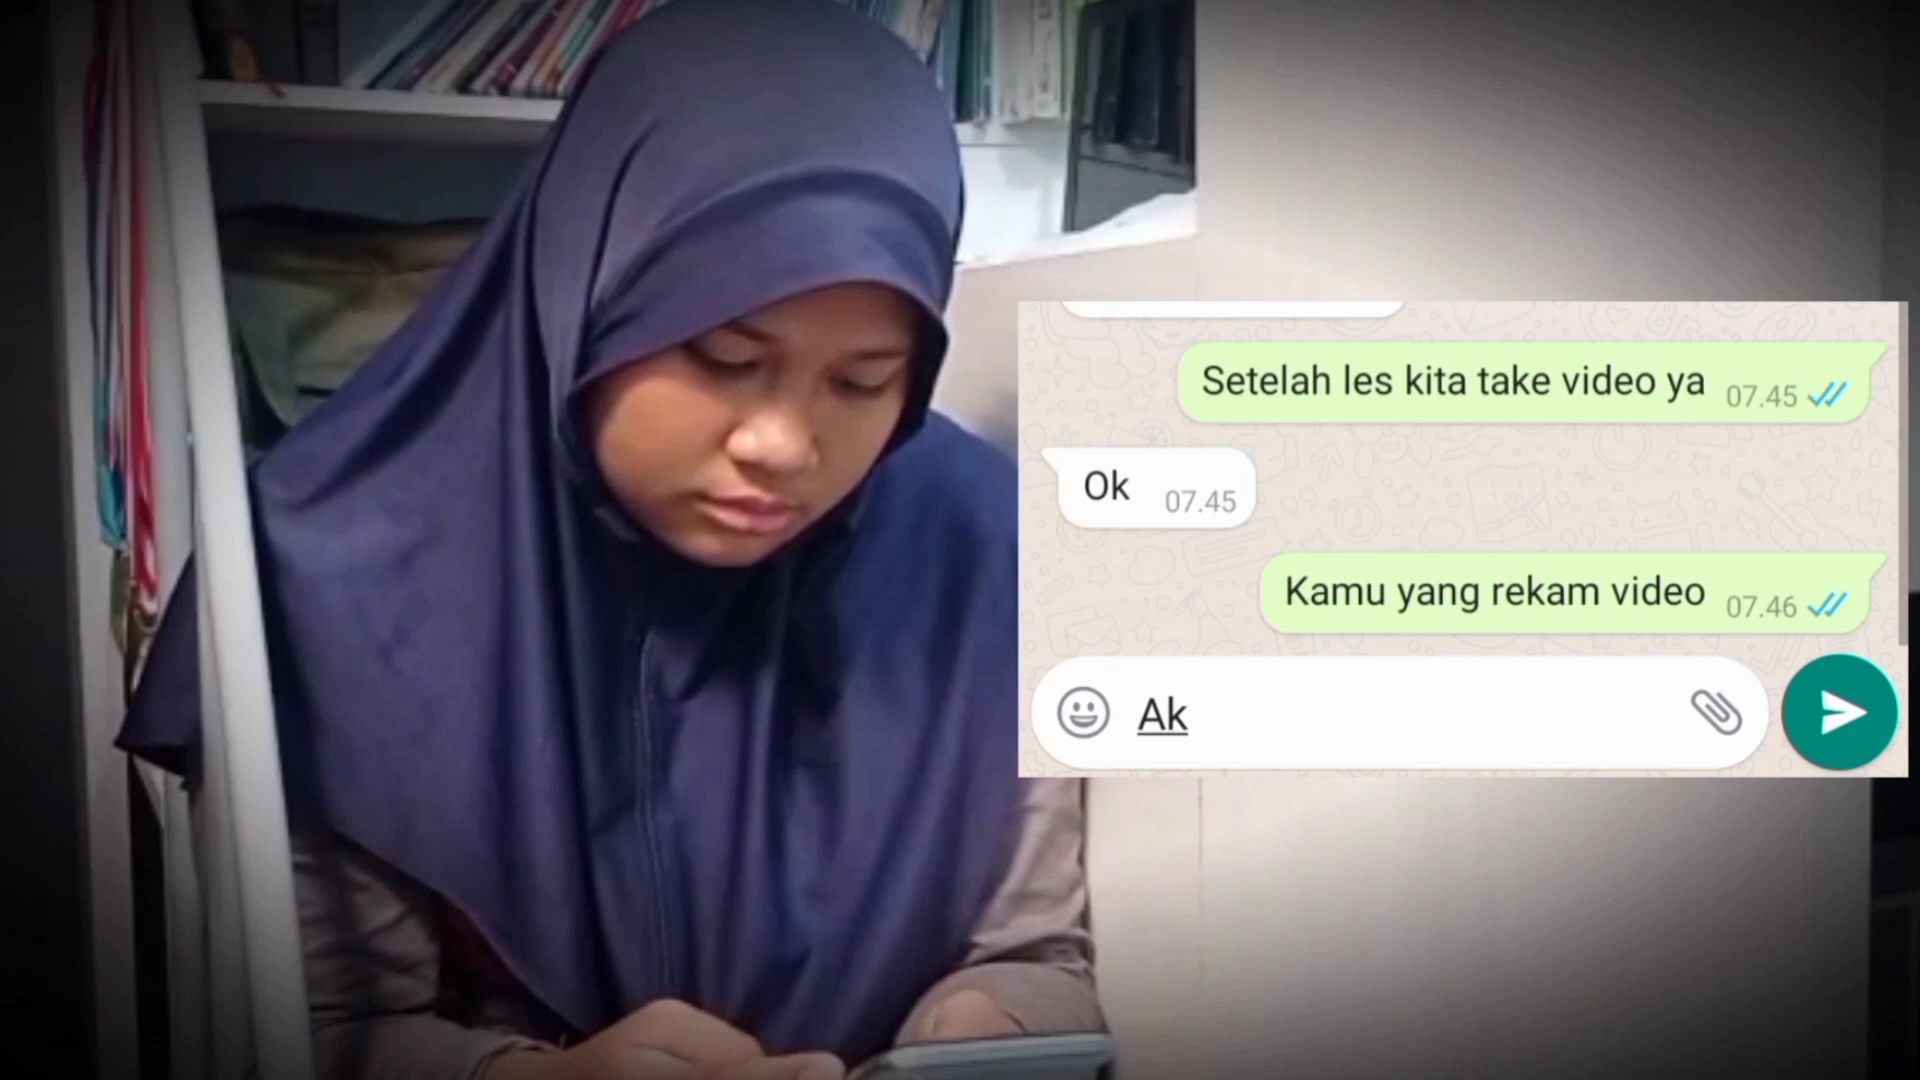 Setelah les kita take video ya 07.45
Ok 07.45
Kamu yang rekam video 07.46
Ak